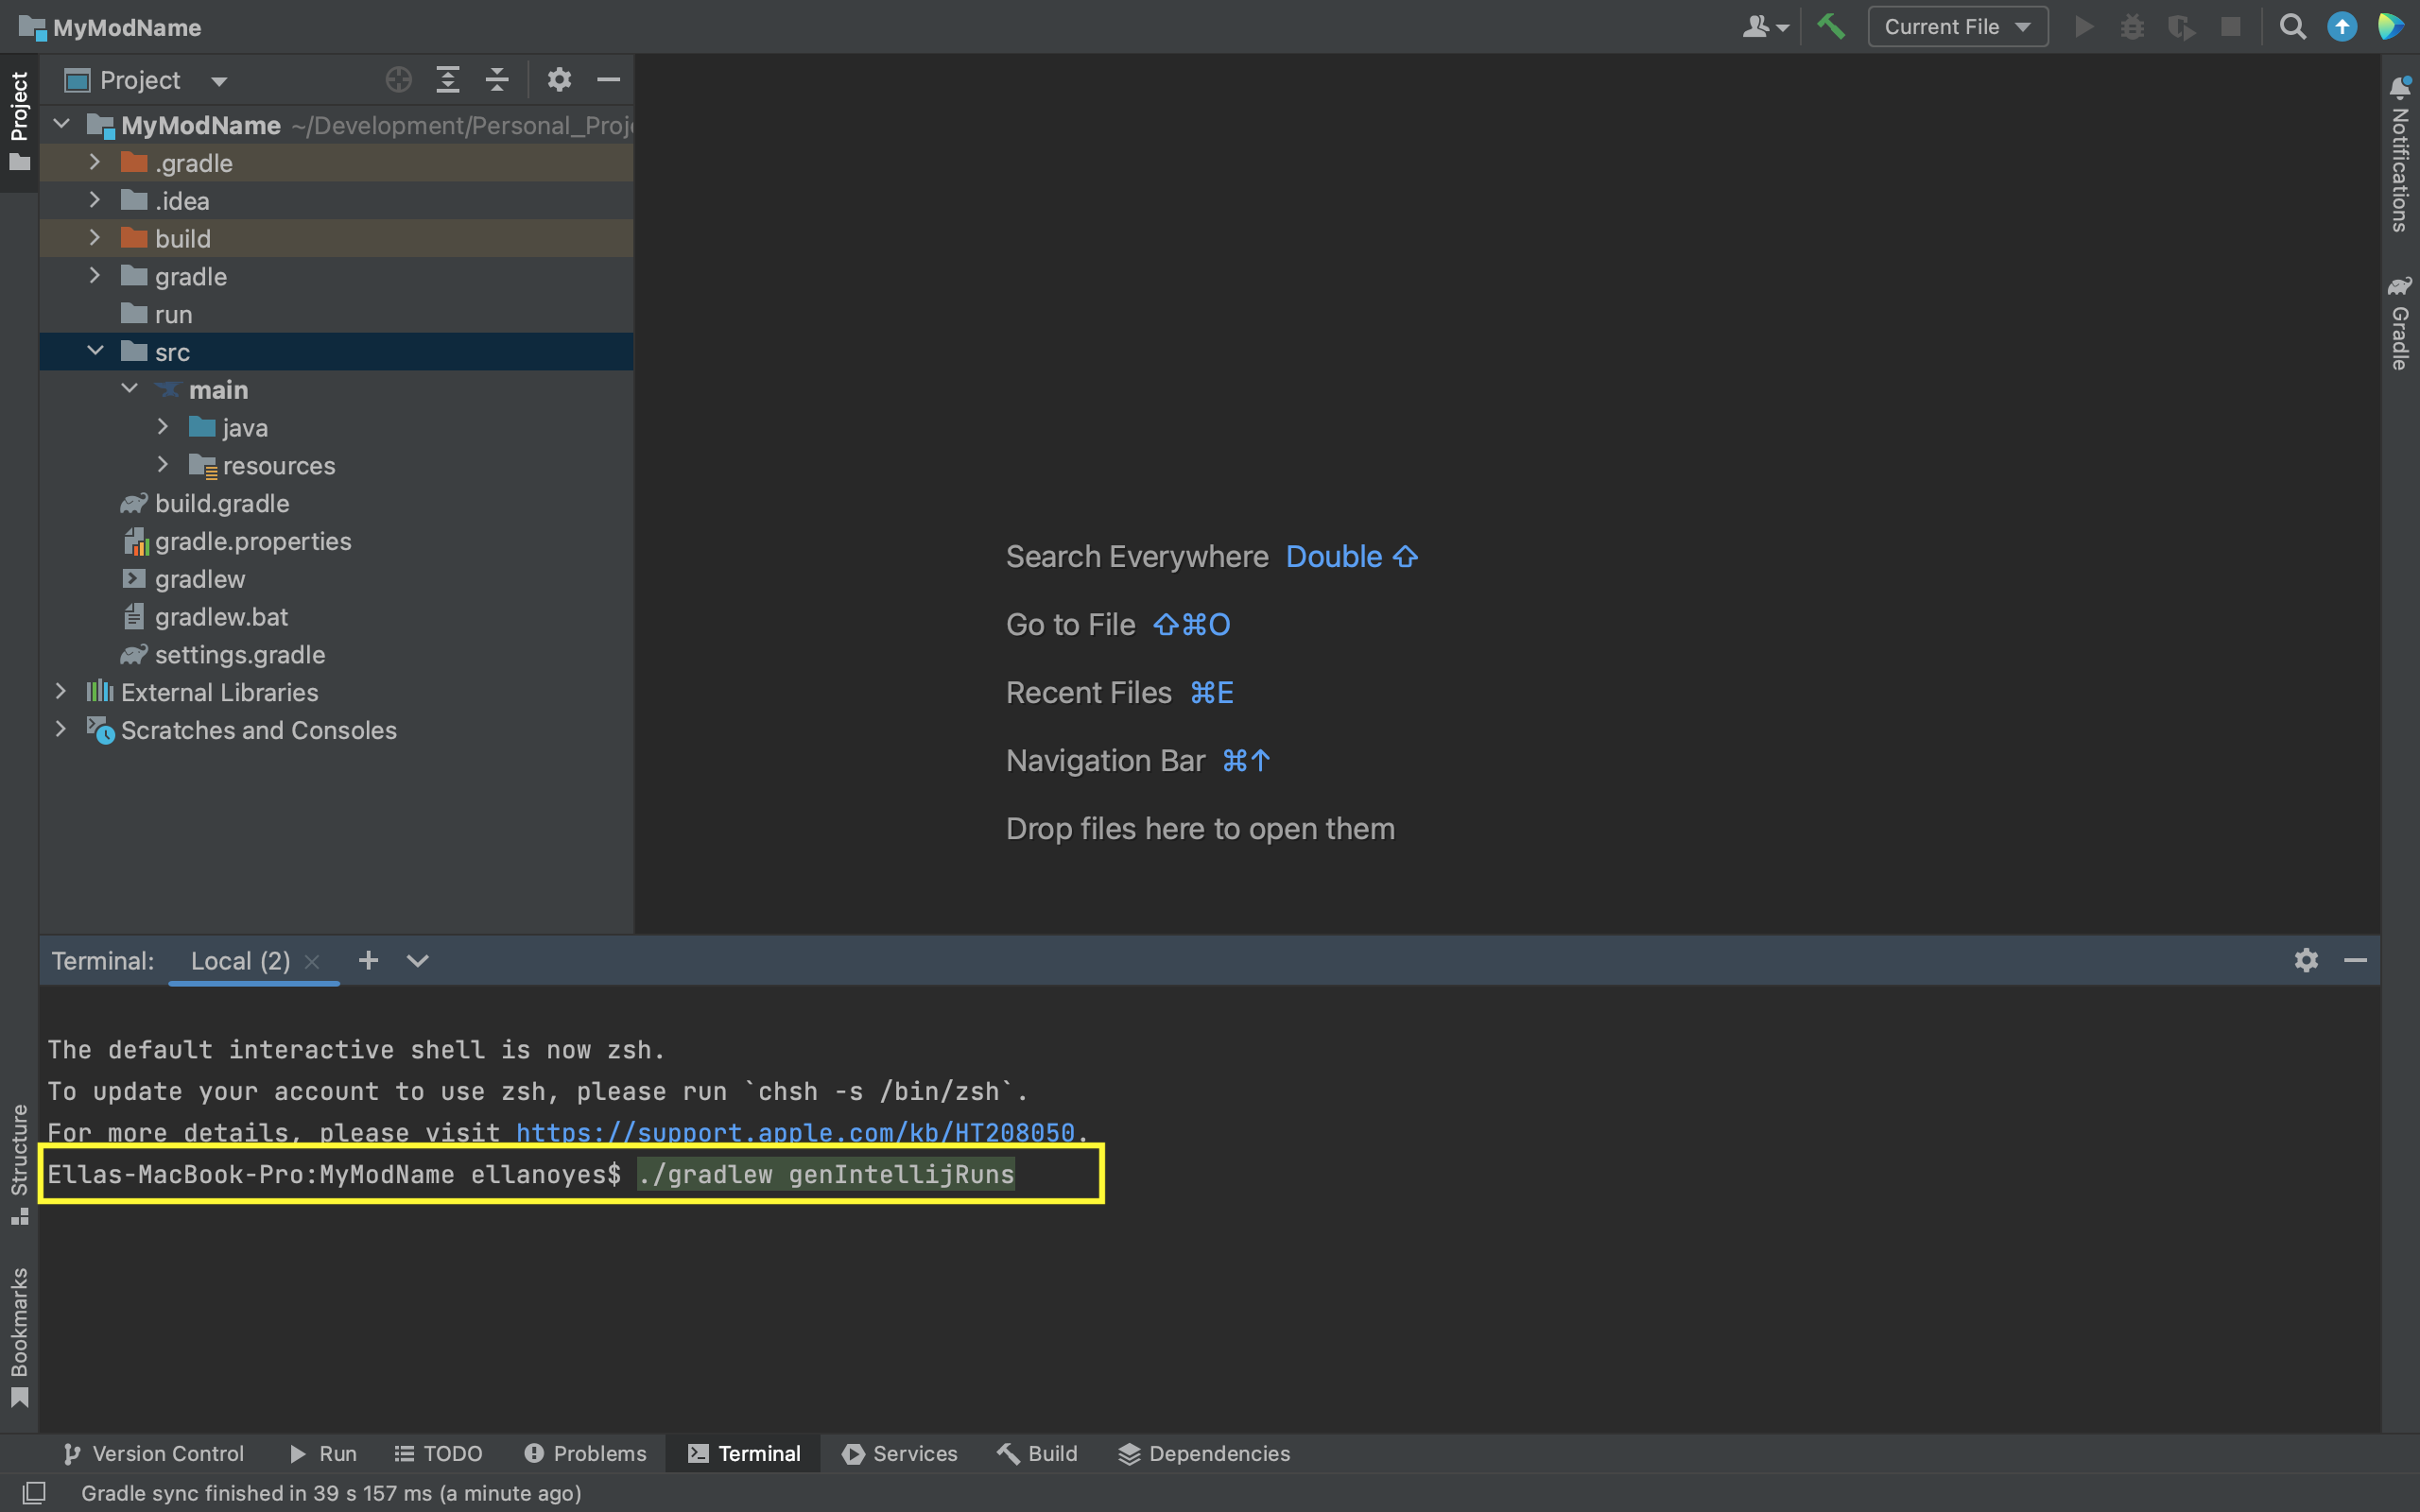 MyModName
Current File
Project
Project
MyModName ~/Development/Personal_Proj
.gradle
.idea
build
gradle
run
src
main
java
resources
build.gradle
gradle.properties
gradlew
gradlew.bat
settings.gradle
External Libraries
Scratches and Consoles
Search Everywhere Double ⇧
Go to File ⇧⌘O
Recent Files ⌘E
Navigation Bar ⌘↑
Drop files here to open them
Notifications
Gradle
Terminal: Local (2)
The default interactive shell is now zsh.
To update your account to use zsh, please run `chsh -s /bin/zsh`.
For more details, please visit https://support.apple.com/kb/HT208050.
Ellas-MacBook-Pro:MyModName ellanoyes$ ./gradlew genIntellijRuns
Structure
Bookmarks
Version Control Run TODO Problems Terminal Services Build Dependencies
Gradle sync finished in 39 s 157 ms (a minute ago)